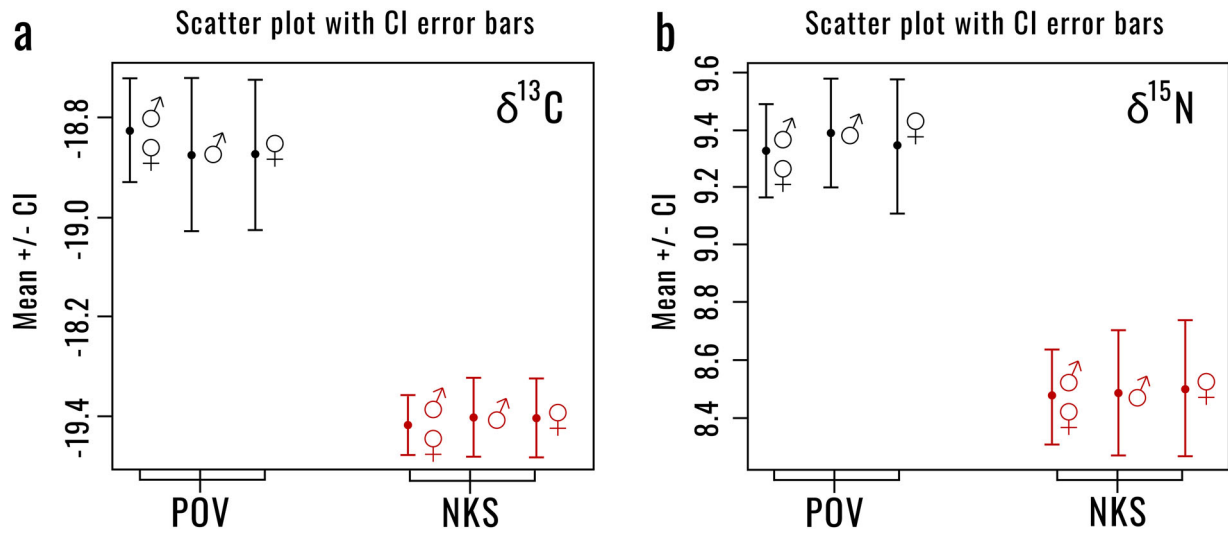 a
Scatter plot with CI error bars
δ¹³C
Mean +/- CI
-18.8
-19.0
-18.2
-19.4
♂
♀
♂
♀
♂
♀
♂
♀
POV
NKS
b
Scatter plot with CI error bars
δ¹⁵N
Mean +/- CI
9.6
9.4
9.2
9.0
8.8
8.6
8.4
♂
♀
♂
♀
♂
♀
♂
♀
POV
NKS